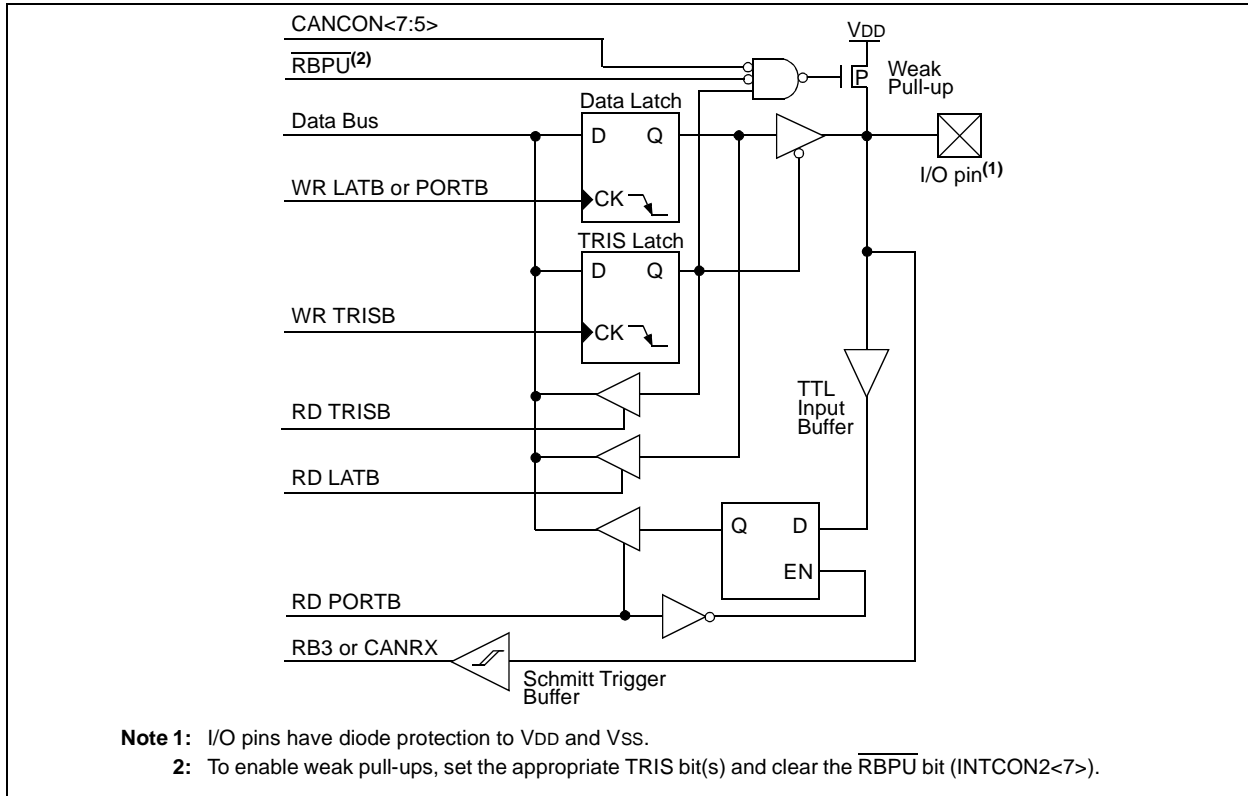 CANCON<7:5>
VDD
RBPU(2)
P
Weak
Pull-up
Data Latch
Data Bus
D Q
I/O pin(1)
WR LATB or PORTB
CK
TRIS Latch
D Q
WR TRISB
CK
TTL
Input
Buffer
RD TRISB
RD LATB
Q D
EN
RD PORTB
RB3 or CANRX
Schmitt Trigger
Buffer
Note 1: I/O pins have diode protection to VDD and VSS.
2: To enable weak pull-ups, set the appropriate TRIS bit(s) and clear the RBPU bit (INTCON2<7>).